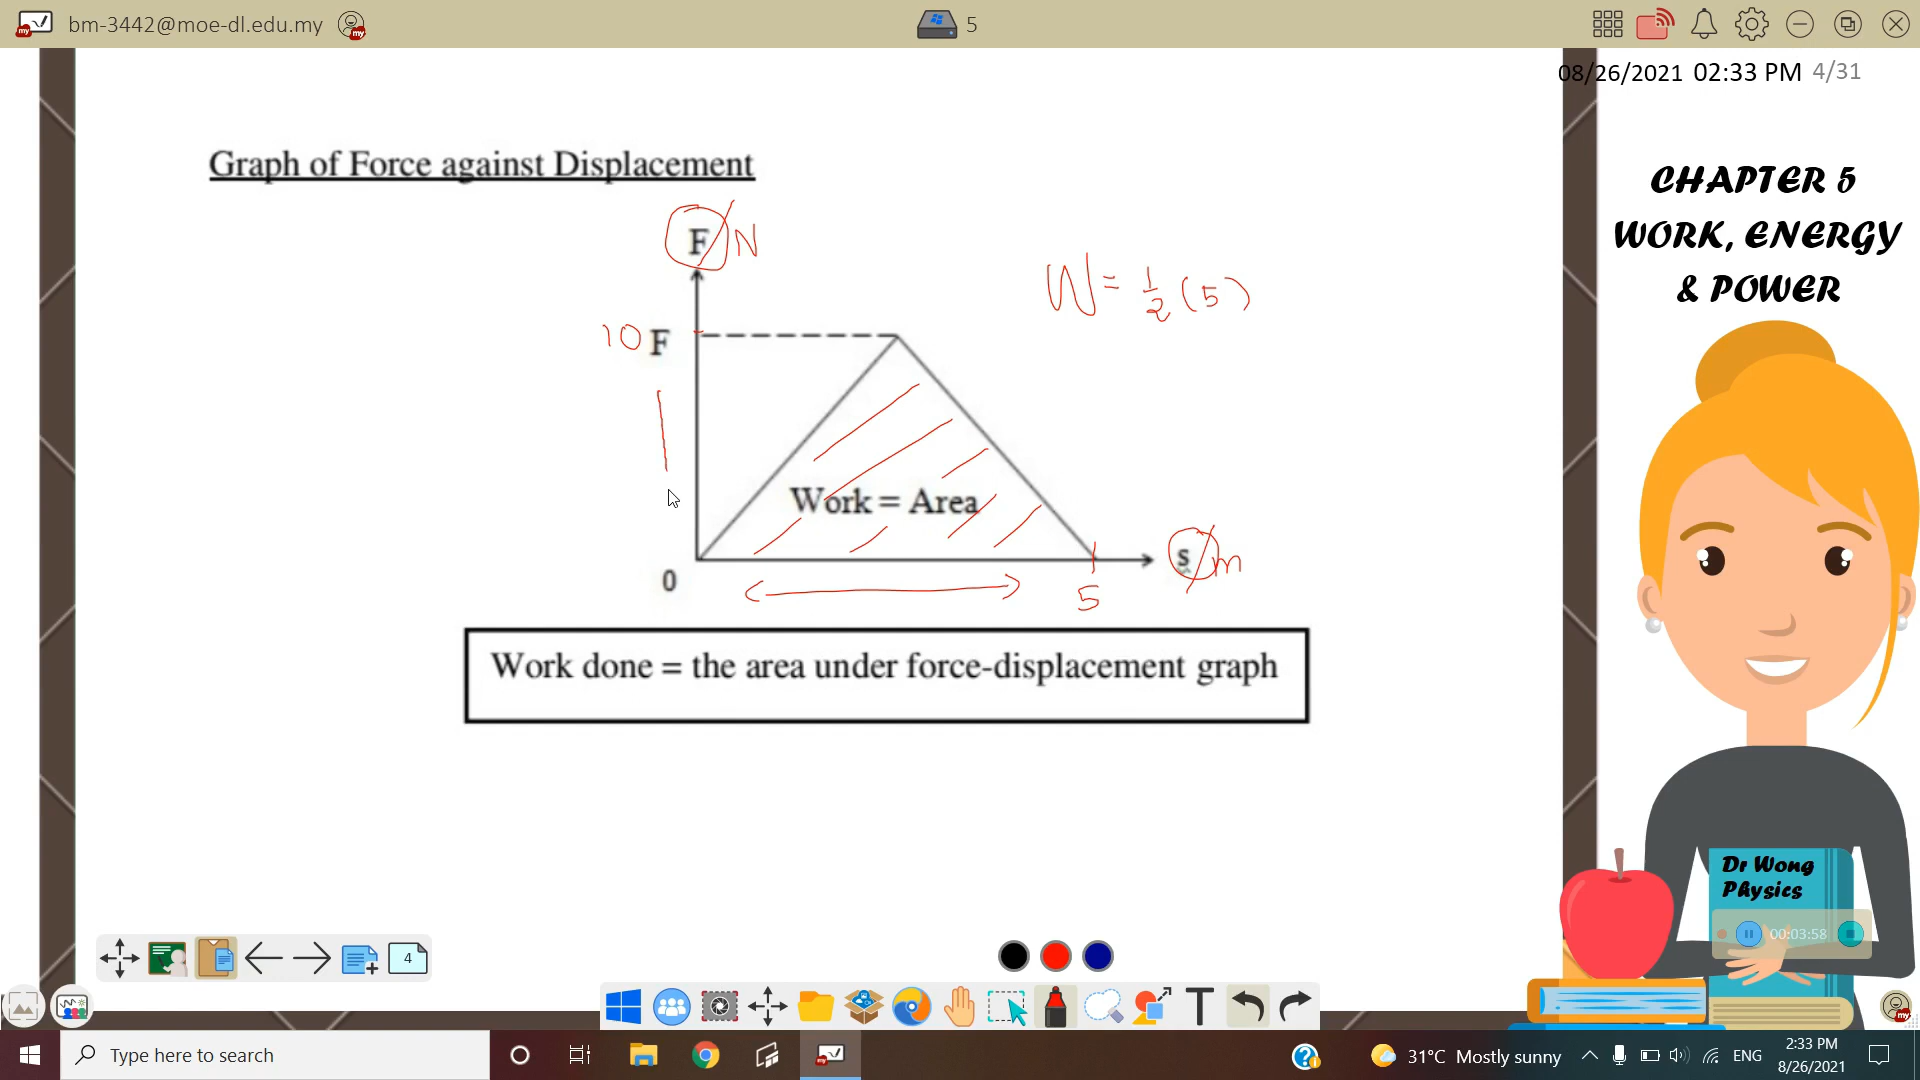 bm-3442@moe-dl.edu.my
5
08/26/2021 02:33 PM 4/31
Graph of Force against Displacement
F/N
W = 1/2 (5)
10 F
Work = Area
s/m
0
5
Work done = the area under force-displacement graph
CHAPTER 5
WORK, ENERGY
& POWER
Dr Wong
Physics
00:03:58
4
T
Type here to search
31°C Mostly sunny
ENG
2:33 PM
8/26/2021